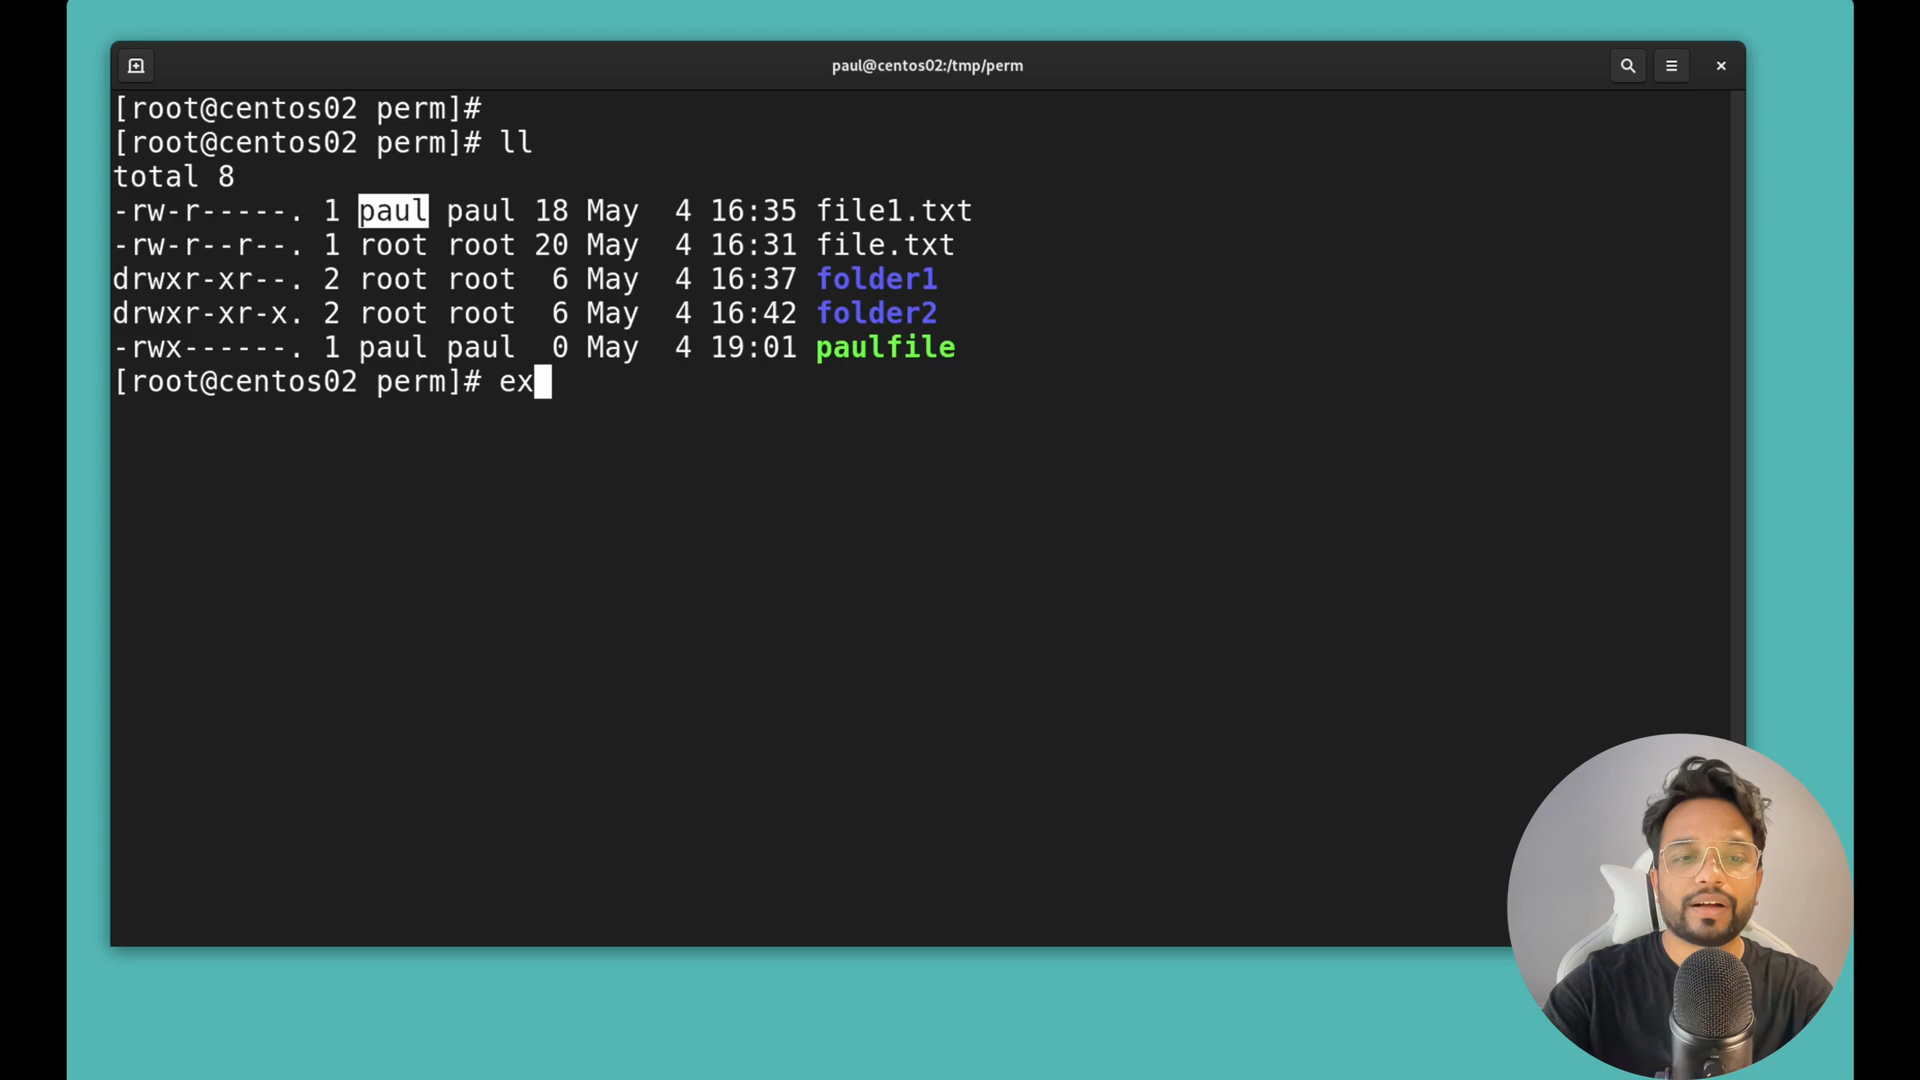 paul@centos02:/tmp/perm
[root@centos02 perm]#
[root@centos02 perm]# ll
total 8
-rw-r-----. 1 paul paul 18 May  4 16:35 file1.txt
-rw-r--r--. 1 root root 20 May  4 16:31 file.txt
drwxr-xr--. 2 root root  6 May  4 16:37 folder1
drwxr-xr-x. 2 root root  6 May  4 16:42 folder2
-rwx------. 1 paul paul  0 May  4 19:01 paulfile
[root@centos02 perm]# ex